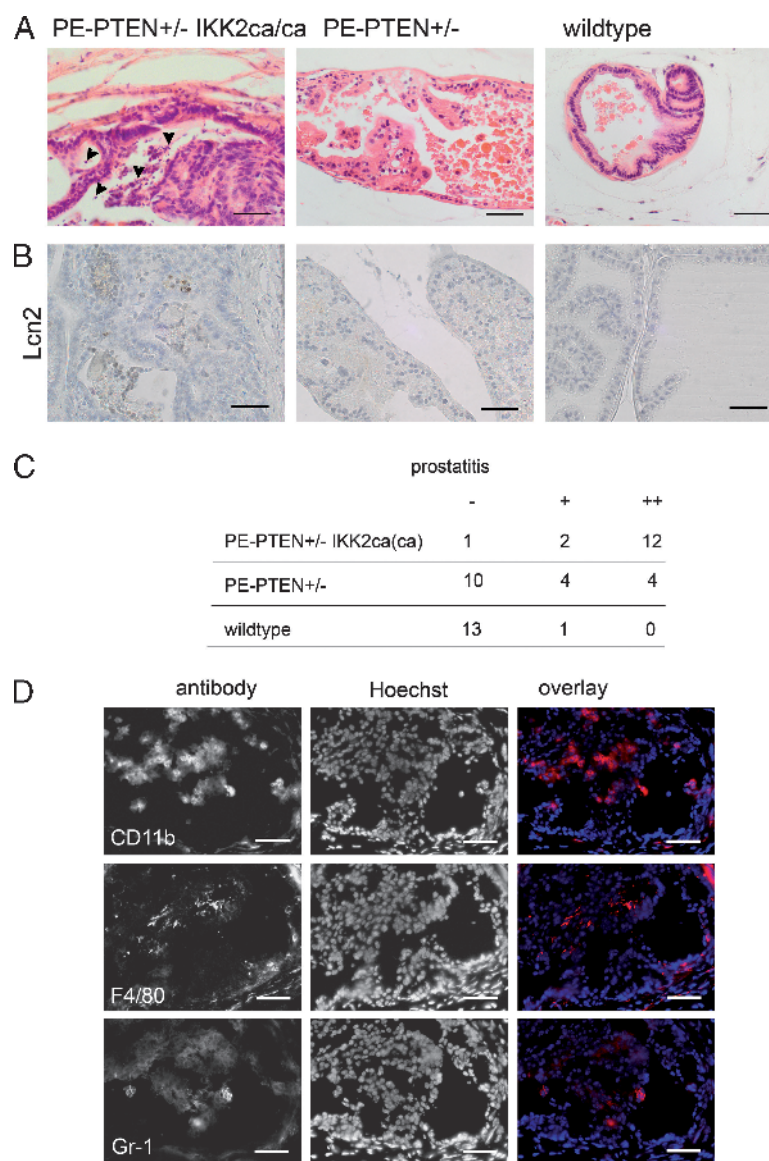 A
PE-PTEN+/- IKK2ca/ca PE-PTEN+/- wildtype
B
Lcn2
C
prostatitis
- + ++
PE-PTEN+/- IKK2ca(ca) 1 2 12
PE-PTEN+/- 10 4 4
wildtype 13 1 0
D
antibody Hoechst overlay
CD11b
F4/80
Gr-1